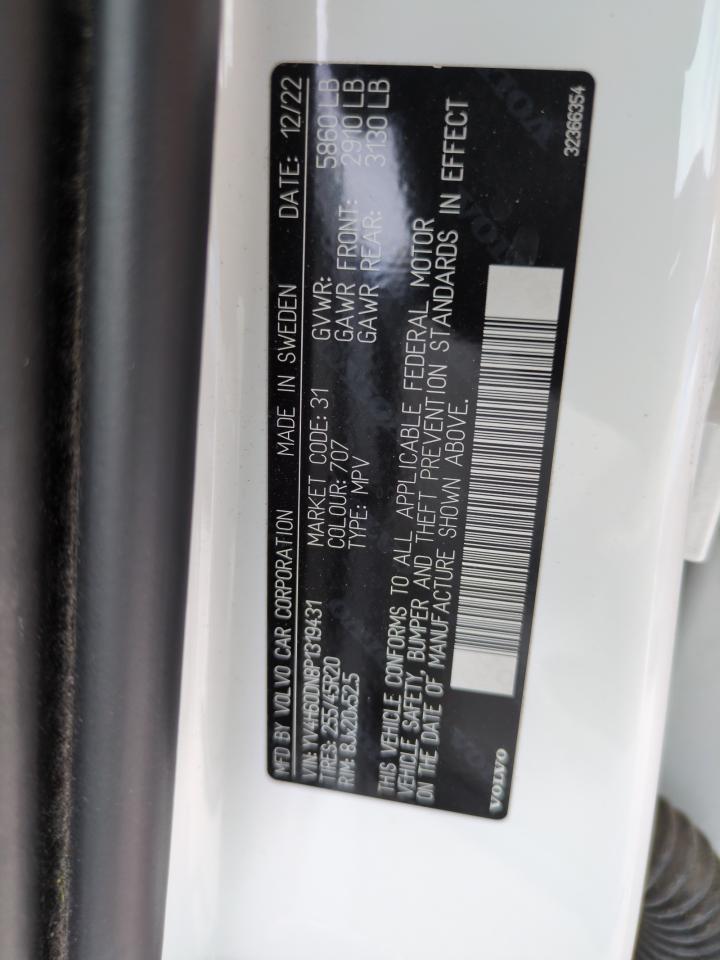 MFD BY VOLVO CAR CORPORATION MADE IN SWEDEN DATE: 12/22
VIN: YV4H60DN8P1319431 MARKET CODE: 31 GVWR: 5860 LB
TIRES: 255/45R20 COLOUR: 707 GAWR FRONT: 2910 LB
RIM: 8Jx20x52.5 TYPE: MPV GAWR REAR: 3130 LB
THIS VEHICLE CONFORMS TO ALL APPLICABLE FEDERAL MOTOR
VEHICLE SAFETY, BUMPER AND THEFT PREVENTION STANDARDS IN EFFECT
ON THE DATE OF MANUFACTURE SHOWN ABOVE.
VOLVO
32366354